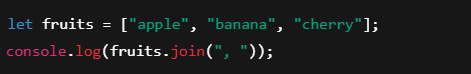 let fruits = ["apple", "banana", "cherry"];
console.log(fruits.join(", "));